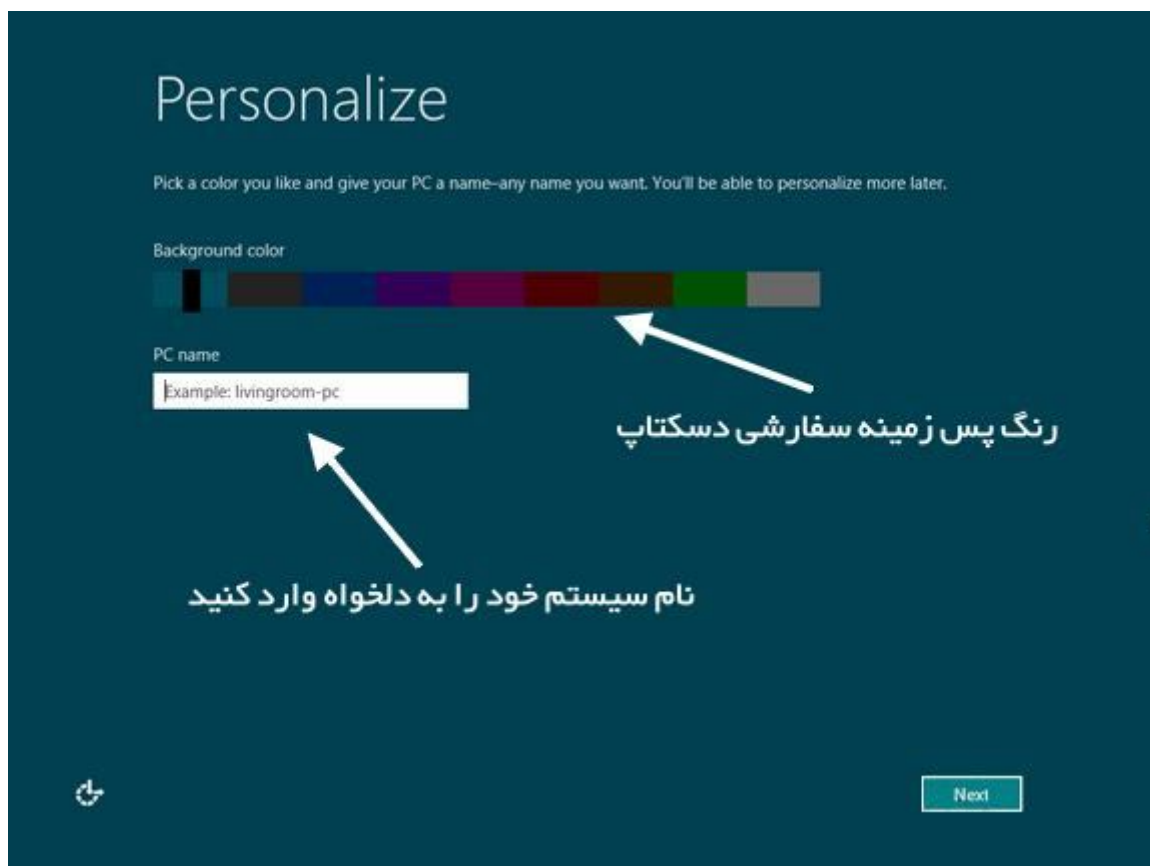 Personalize
Pick a color you like and give your PC a name–any name you want. You'll be able to personalize more later.
Background color
PC name
Example: livingroom-pc
رنگ پس زمینه سفارشی دسکتاپ
نام سیستم خود را به دلخواه وارد کنید
Next